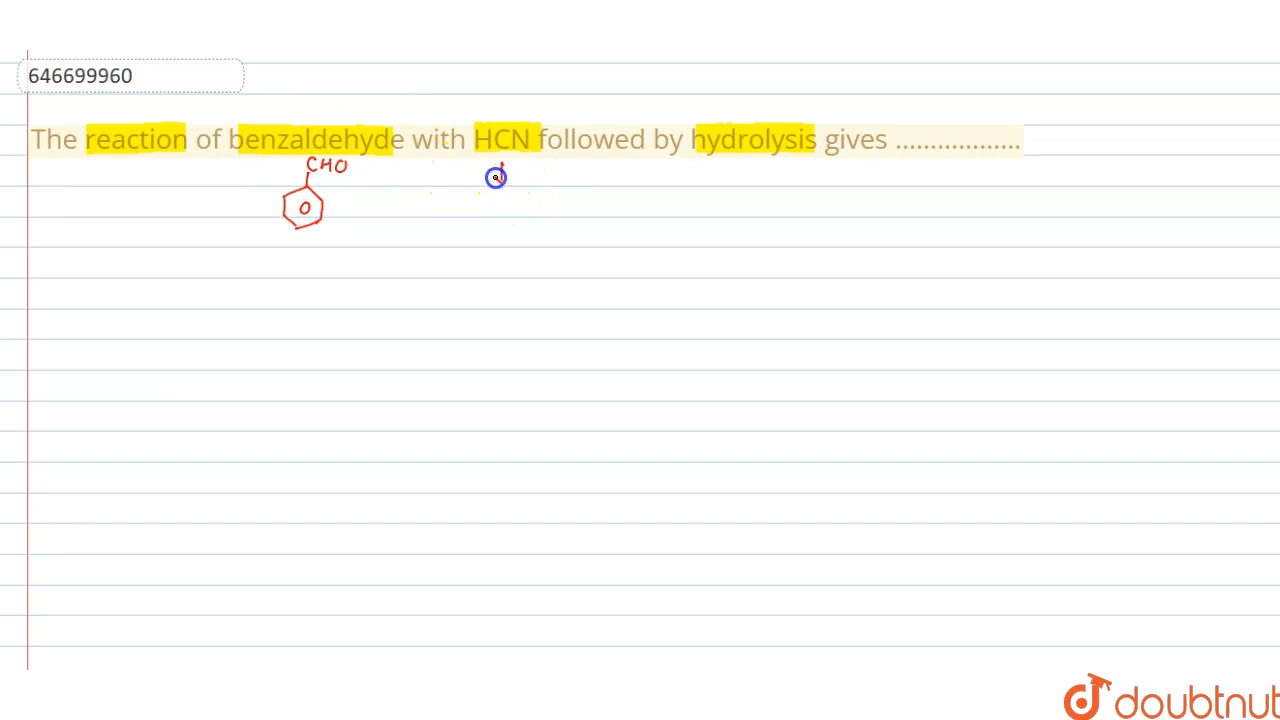 646699960
The reaction of benzaldehyde with HCN followed by hydrolysis gives ..................
CHO
doubtnut